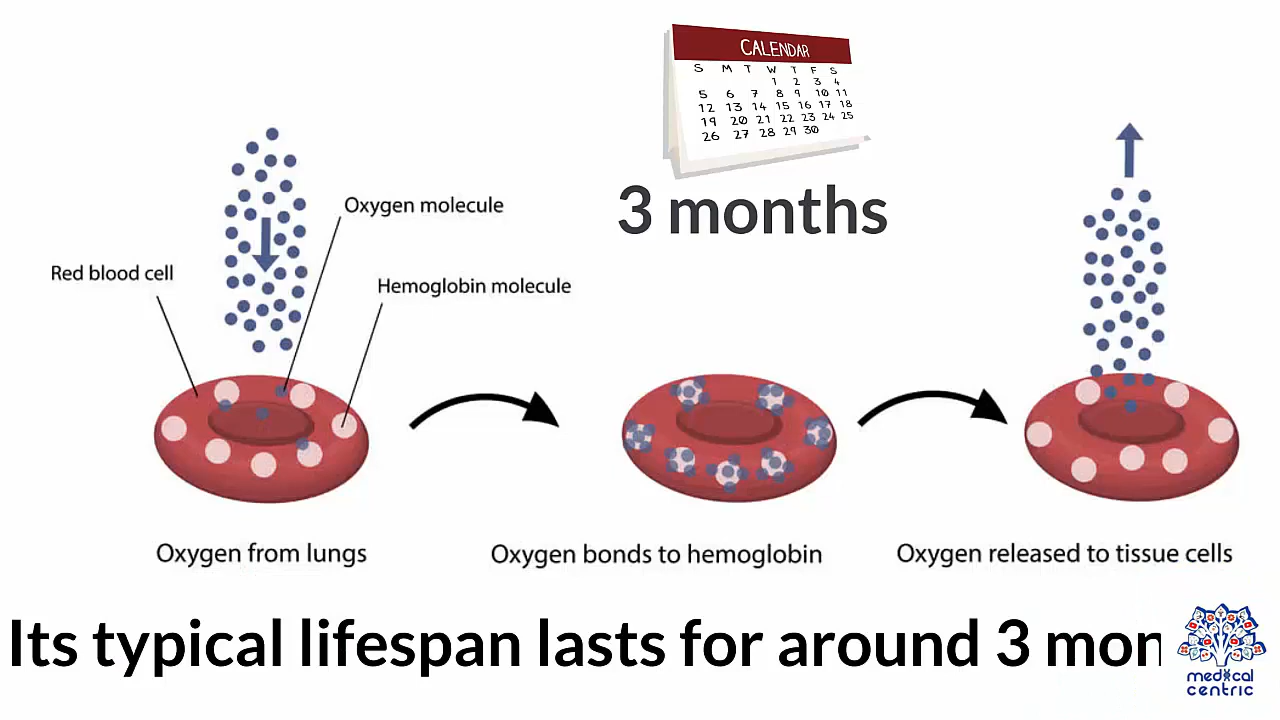 CALENDAR
S M T W T F S
1 2 3 4
5 6 7 8 9 10 11
12 13 14 15 16 17 18
19 20 21 22 23 24 25
26 27 28 29 30
3 months
Oxygen molecule
Red blood cell
Hemoglobin molecule
Oxygen from lungs
Oxygen bonds to hemoglobin
Oxygen released to tissue cells
Its typical lifespan lasts for around 3 mon
medical
centric